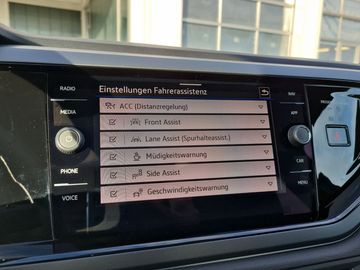 RADIO
MEDIA
PHONE
VOICE
Einstellungen Fahrerassistenz
ACC (Distanzregelung)
Front Assist
Lane Assist (Spurhalteassist.)
Müdigkeitswarnung
Side Assist
Geschwindigkeitswarnung
NAV
APP
CAR
MENU